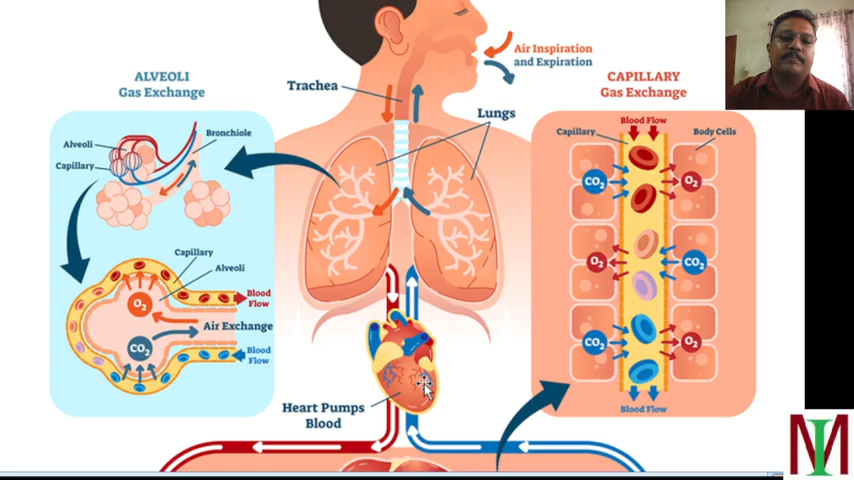 ALVEOLI
Gas Exchange
Alveoli
Bronchiole
Capillary
Capillary
Alveoli
O2
Blood
Flow
Air Exchange
CO2
Blood
Flow
Trachea
Air Inspiration
and Expiration
Lungs
Heart Pumps
Blood
CAPILLARY
Gas Exchange
Blood Flow
Capillary
Body Cells
CO2
O2
O2
CO2
CO2
O2
Blood Flow
MI